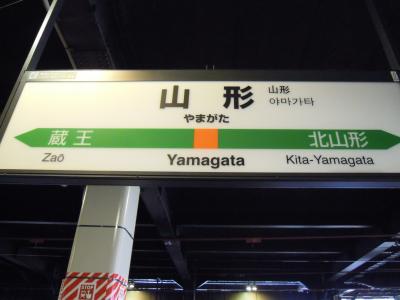 山形
山形
야마가타
やまがた
蔵王
北山形
Zaō
Yamagata
Kita-Yamagata
STOP